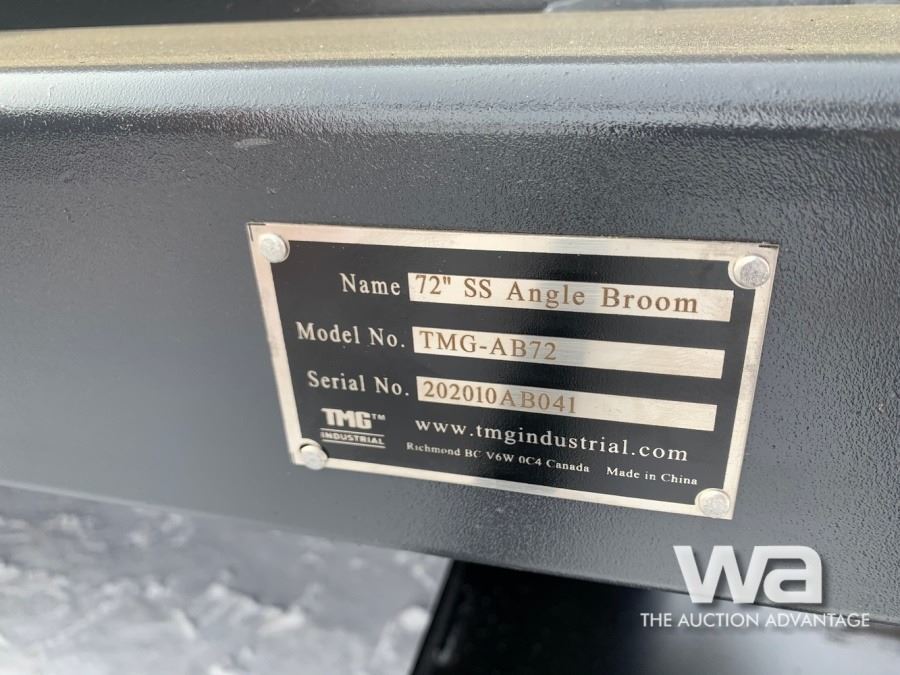 Name 72" SS Angle Broom
Model No. TMG-AB72
Serial No. 202010AB041
TMG™
INDUSTRIAL
www.tmgindustrial.com
Richmond BC V6W 0C4 Canada Made in China
wa
THE AUCTION ADVANTAGE